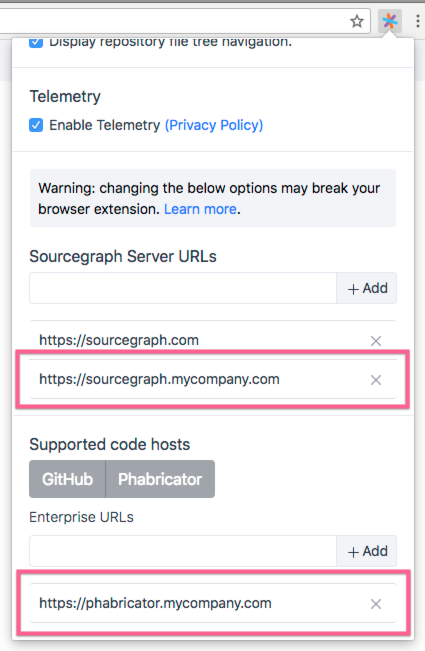 Display repository file tree navigation.
Telemetry
Enable Telemetry (Privacy Policy)
Warning: changing the below options may break your
browser extension. Learn more.
Sourcegraph Server URLs
+ Add
https://sourcegraph.com
https://sourcegraph.mycompany.com
Supported code hosts
GitHub Phabricator
Enterprise URLs
+ Add
https://phabricator.mycompany.com